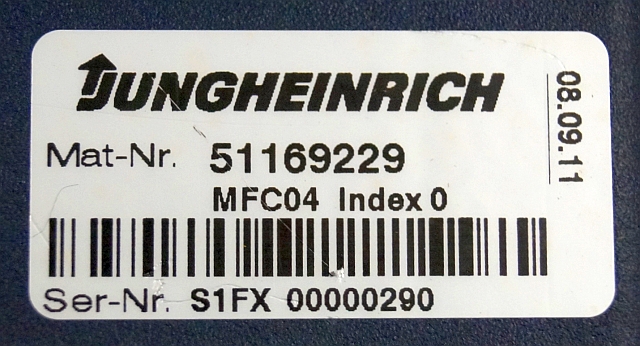 JUNGHEINRICH
08.09.11
Mat-Nr. 51169229
MFC04 Index 0
Ser-Nr. S1FX 00000290